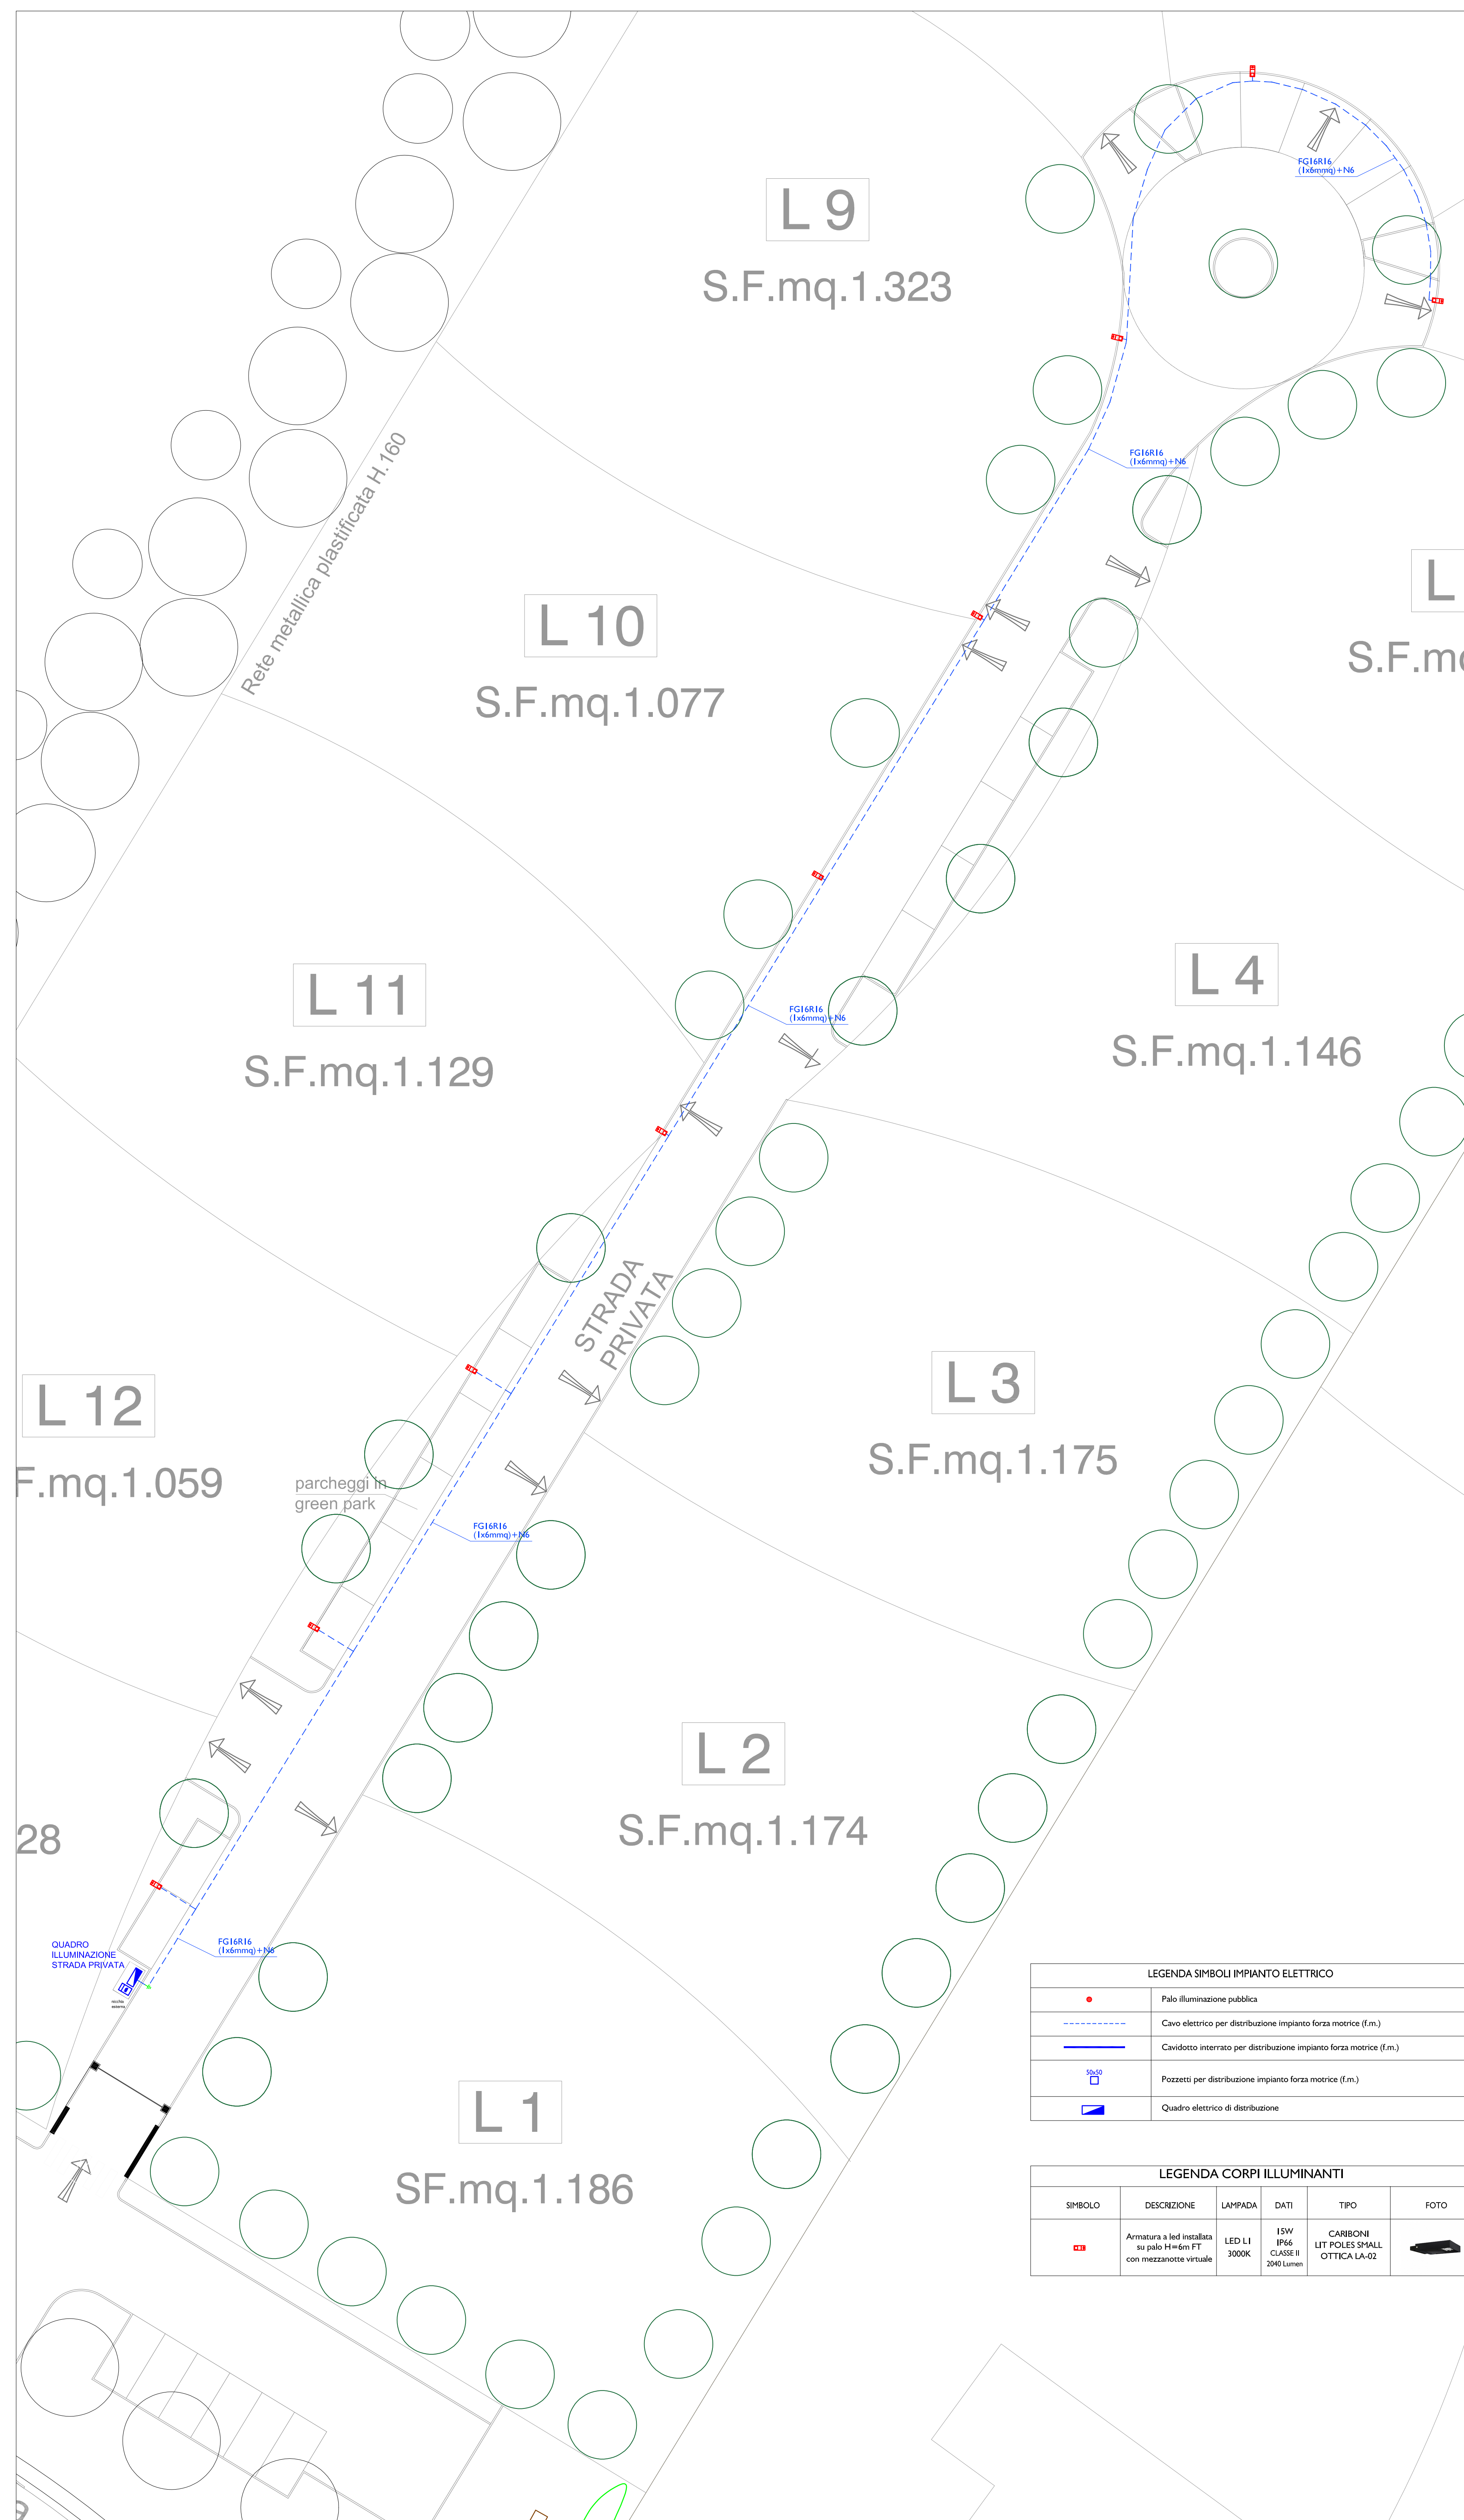 L 9
S.F.mq.1.323
FG16R16
(1x6mmq)+N6
FG16R16
(1x6mmq)+N6
Rete metallica plastificata H.160
L 10
S.F.mq.1.077
L
S.F.m
L 11
S.F.mq.1.129
FG16R16
(1x6mmq)+N6
L 4
S.F.mq.1.146
STRADA
PRIVATA
L 12
F.mq.1.059
L 3
S.F.mq.1.175
parcheggi in
green park
FG16R16
(1x6mmq)+N6
L 2
S.F.mq.1.174
28
QUADRO
ILLUMINAZIONE
STRADA PRIVATA
FG16R16
(1x6mmq)+N6
nicchia
esterna
L 1
SF.mq.1.186
LEGENDA SIMBOLI IMPIANTO ELETTRICO
Palo illuminazione pubblica
Cavo elettrico per distribuzione impianto forza motrice (f.m.)
Cavidotto interrato per distribuzione impianto forza motrice (f.m.)
50x50
Pozzetti per distribuzione impianto forza motrice (f.m.)
Quadro elettrico di distribuzione
LEGENDA CORPI ILLUMINANTI
SIMBOLO DESCRIZIONE LAMPADA DATI TIPO FOTO
Armatura a led installata
su palo H=6m FT
con mezzanotte virtuale
LED L1
3000K
15W
IP66
CLASSE II
2040 Lumen
CARIBONI
LIT POLES SMALL
OTTICA LA-02